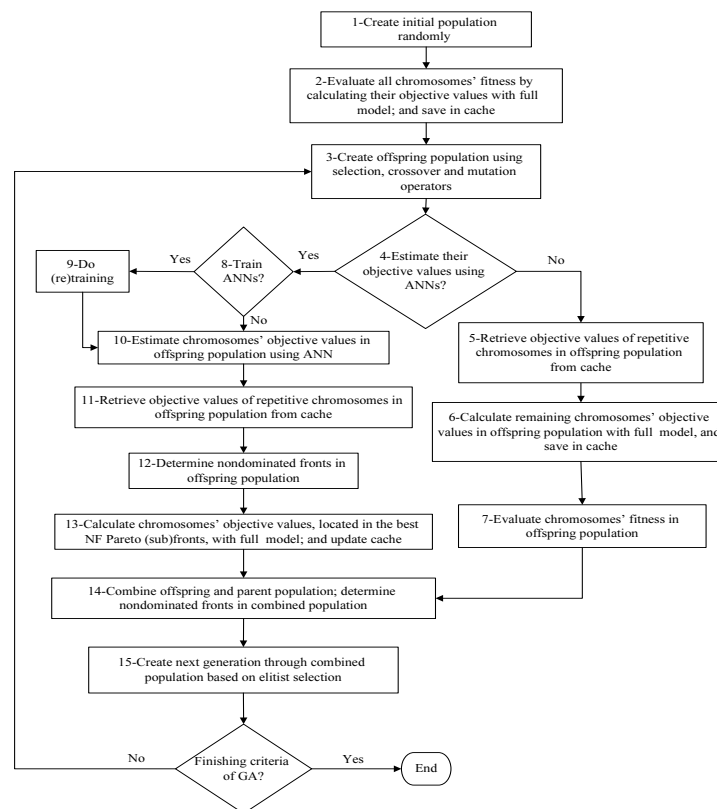 1-Create initial population
randomly
2-Evaluate all chromosomes’ fitness by
calculating their objective values with full
model; and save in cache
3-Create offspring population using
selection, crossover and mutation
operators
4-Estimate their
objective values using
ANNs?
Yes
No
8-Train
ANNs?
Yes
No
9-Do
(re)training
10-Estimate chromosomes’ objective values in
offspring population using ANN
11-Retrieve objective values of repetitive chromosomes in
offspring population from cache
12-Determine nondominated fronts in
offspring population
13-Calculate chromosomes’ objective values, located in the best
NF Pareto (sub)fronts, with full model; and update cache
5-Retrieve objective values of repetitive
chromosomes in offspring population
from cache
6-Calculate remaining chromosomes’ objective
values in offspring population with full model, and
save in cache
7-Evaluate chromosomes’ fitness in
offspring population
14-Combine offspring and parent population; determine
nondominated fronts in combined population
15-Create next generation through combined
population based on elitist selection
Finishing criteria
of GA?
No
Yes
End